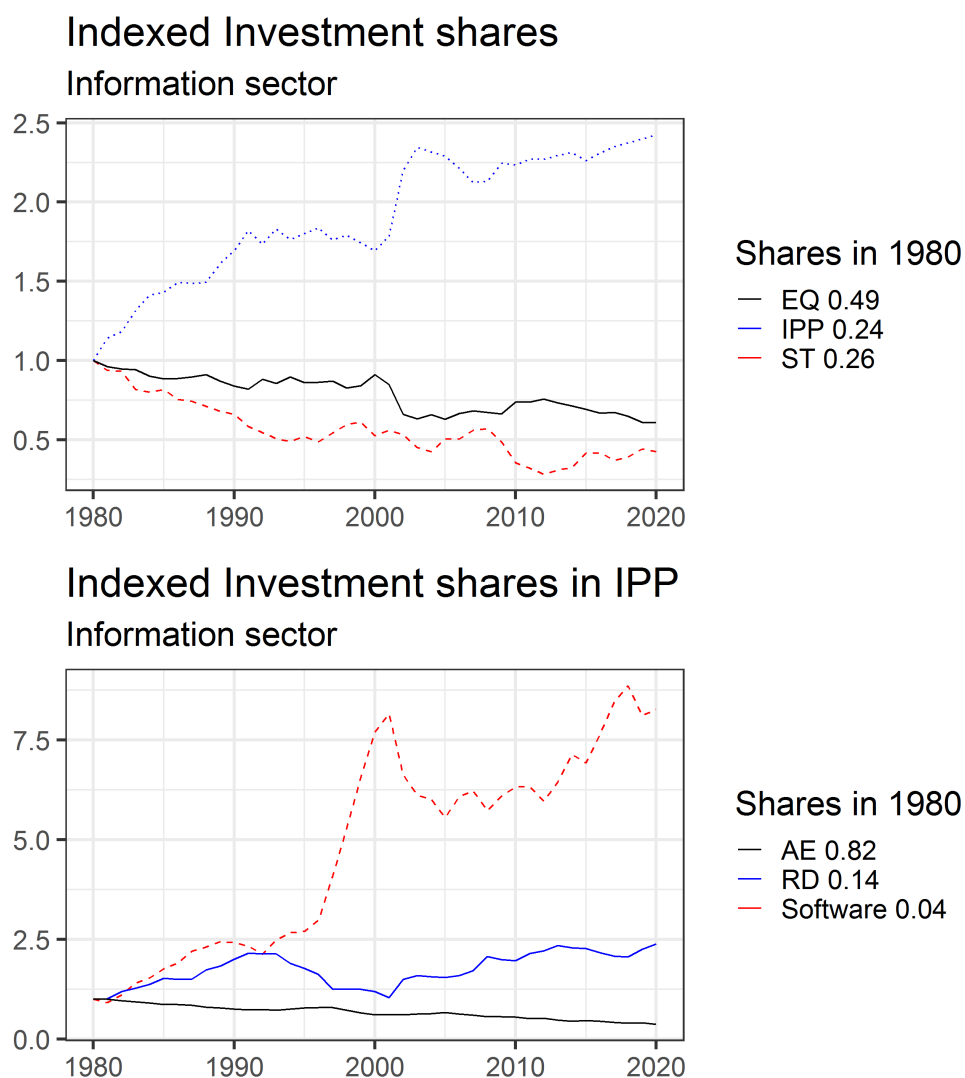 Indexed Investment shares
Information sector
2.5
2.0
1.5
1.0
0.5
1980 1990 2000 2010 2020
Shares in 1980
EQ 0.49
IPP 0.24
ST 0.26
Indexed Investment shares in IPP
Information sector
7.5
5.0
2.5
0.0
1980 1990 2000 2010 2020
Shares in 1980
AE 0.82
RD 0.14
Software 0.04